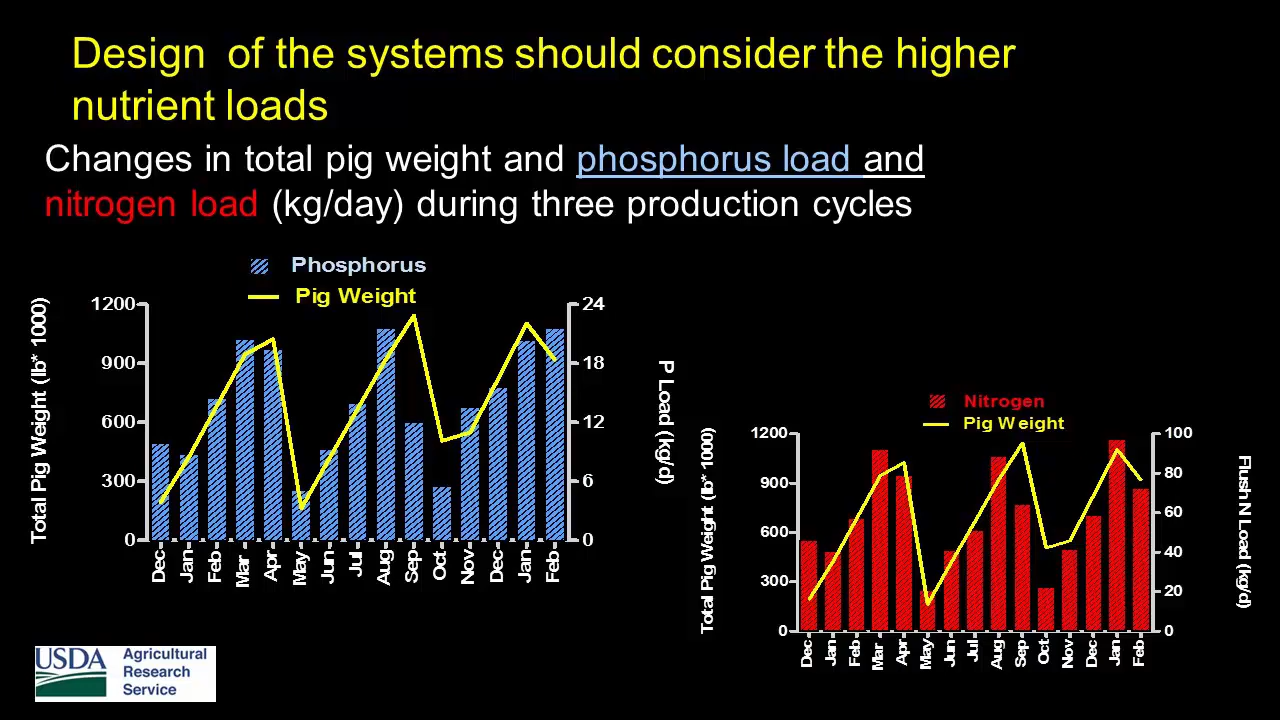 Design of the systems should consider the higher
nutrient loads
Changes in total pig weight and phosphorus load and
nitrogen load (kg/day) during three production cycles
Phosphorus
Pig Weight
Total Pig Weight (lb* 1000)
1200
900
600
300
0
24
18
12
6
0
P Load (kg/d)
Dec
Jan
Feb
Mar
Apr
May
Jun
Jul
Aug
Sep
Oct
Nov
Dec
Jan
Feb
Nitrogen
Pig Weight
Total Pig Weight (lb* 1000)
1200
900
600
300
0
100
80
60
40
20
0
Flush N Load (kg/d)
Dec
Jan
Feb
Mar
Apr
May
Jun
Jul
Aug
Sep
Oct
Nov
Dec
Jan
Feb
USDA
Agricultural
Research
Service